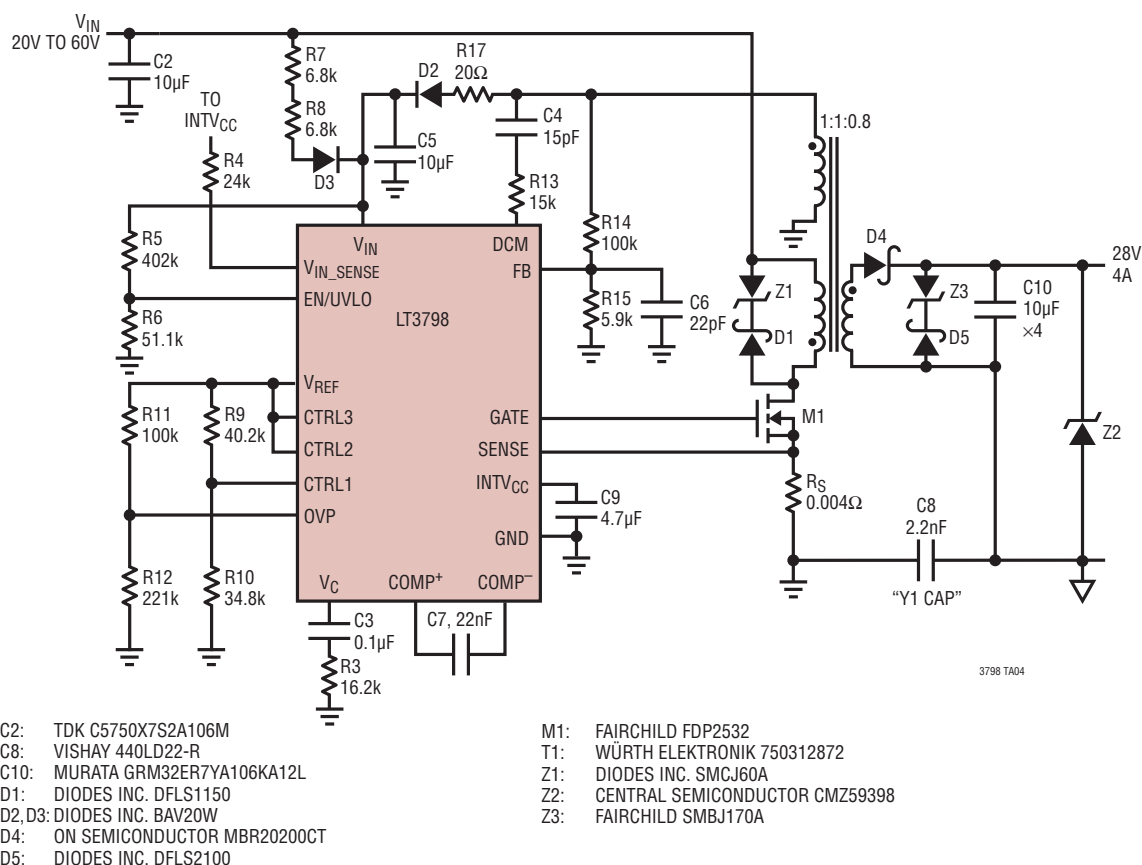 VIN
20V TO 60V
C2
10µF
R7
6.8k
R8
6.8k
D3
TO
INTVCC
R4
24k
D2
R17
20Ω
C5
10µF
C4
15pF
R13
15k
1:1:0.8
R14
100k
R15
5.9k
C6
22pF
Z1
D1
D4
Z3
D5
C10
10µF
×4
28V
4A
R5
402k
R6
51.1k
VIN
DCM
VIN_SENSE
FB
EN/UVLO
LT3798
VREF
CTRL3
GATE
CTRL2
SENSE
CTRL1
INTVCC
OVP
GND
VC
COMP+
COMP–
R11
100k
R9
40.2k
R12
221k
R10
34.8k
M1
Z2
RS
0.004Ω
C9
4.7µF
C8
2.2nF
"Y1 CAP"
C3
0.1µF
R3
16.2k
C7, 22nF
3798 TA04
C2: TDK C5750X7S2A106M
C8: VISHAY 440LD22-R
C10: MURATA GRM32ER7YA106KA12L
D1: DIODES INC. DFLS1150
D2,D3: DIODES INC. BAV20W
D4: ON SEMICONDUCTOR MBR20200CT
D5: DIODES INC. DFLS2100
M1: FAIRCHILD FDP2532
T1: WÜRTH ELEKTRONIK 750312872
Z1: DIODES INC. SMCJ60A
Z2: CENTRAL SEMICONDUCTOR CMZ59398
Z3: FAIRCHILD SMBJ170A